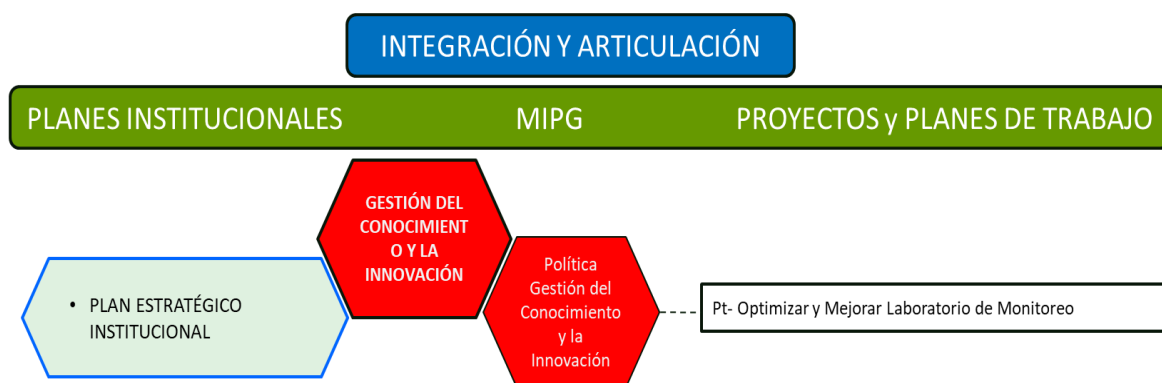 INTEGRACIÓN Y ARTICULACIÓN
PLANES INSTITUCIONALES
MIPG
PROYECTOS y PLANES DE TRABAJO
GESTIÓN DEL
CONOCIMIENT
O Y LA
INNOVACIÓN
• PLAN ESTRATÉGICO
INSTITUCIONAL
Política
Gestión del
Conocimiento
y la
Innovación
Pt- Optimizar y Mejorar Laboratorio de Monitoreo